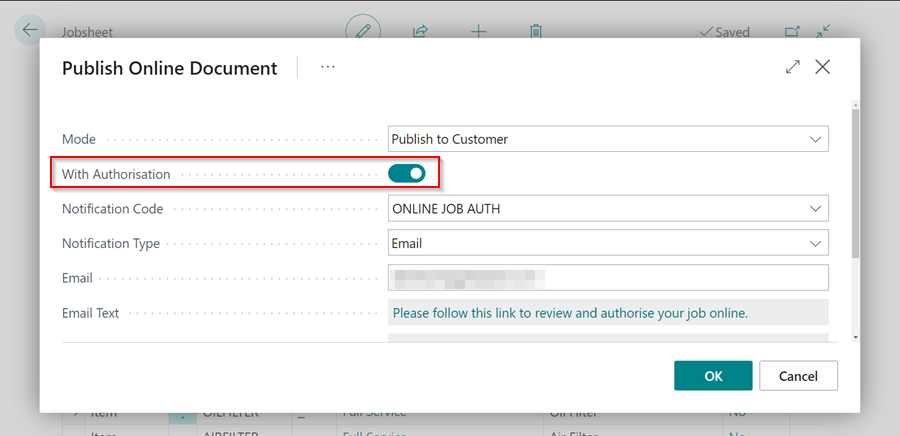 Jobsheet
Saved
Publish Online Document
Mode
Publish to Customer
With Authorisation
Notification Code
ONLINE JOB AUTH
Notification Type
Email
Email
Email Text
Please follow this link to review and authorise your job online.
OK
Cancel
Item OILFILTER Full Service Oil Filter No
Item AIRFILTER Full Service Air Filter No